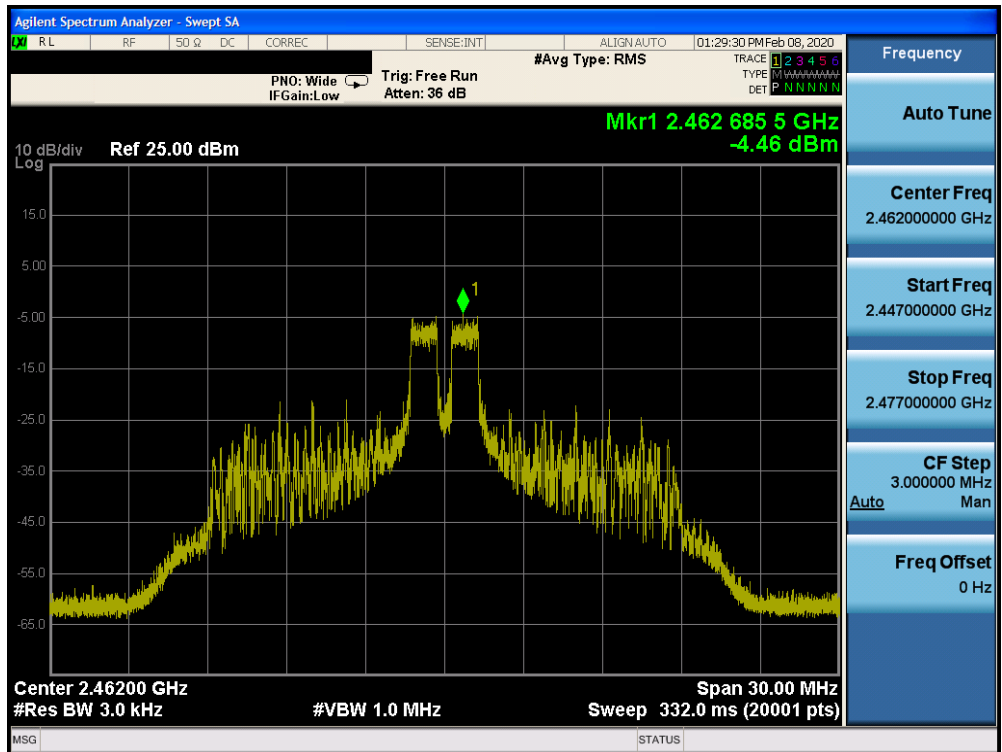 Agilent Spectrum Analyzer - Swept SA
LXI RL RF 50 Ω DC CORREC SENSE:INT ALIGN AUTO 01:29:30 PM Feb 08, 2020
#Avg Type: RMS
TRACE 1 2 3 4 5 6
PNO: Wide Trig: Free Run
TYPE M WWWWW
IFGain:Low Atten: 36 dB
DET P N N N N N
Mkr1 2.462 685 5 GHz
-4.46 dBm
10 dB/div Ref 25.00 dBm
Log
1
15.0
5.00
-5.00
-15.0
-25.0
-35.0
-45.0
-55.0
-65.0
Center 2.46200 GHz Span 30.00 MHz
#Res BW 3.0 kHz #VBW 1.0 MHz Sweep 332.0 ms (20001 pts)
MSG STATUS
Frequency
Auto Tune
Center Freq
2.462000000 GHz
Start Freq
2.447000000 GHz
Stop Freq
2.477000000 GHz
CF Step
3.000000 MHz
Auto Man
Freq Offset
0 Hz